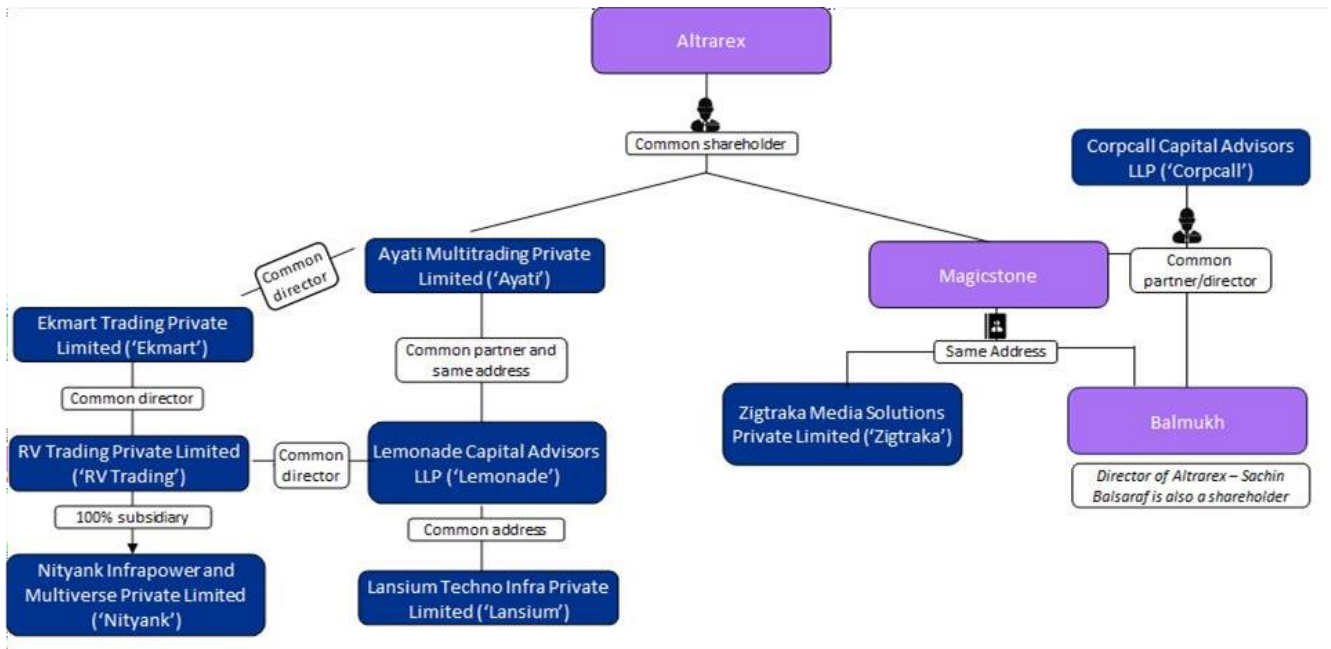 Altrarex
Common shareholder
Corpcall Capital Advisors
LLP (‘Corpcall’)
Common
director
Ayati Multitrading Private
Limited (‘Ayati’)
Magicstone
Common
partner/director
Ekmart Trading Private
Limited (‘Ekmart’)
Common partner and
same address
Same Address
Common director
Zigtraka Media Solutions
Private Limited (‘Zigtraka’)
Balmukh
RV Trading Private Limited
(‘RV Trading’)
Common
director
Lemonade Capital Advisors
LLP (‘Lemonade’)
Director of Altrarex – Sachin
Balsaraf is also a shareholder
100% subsidiary
Common address
Nityank Infrapower and
Multiverse Private Limited
(‘Nityank’)
Lansium Techno Infra Private
Limited (‘Lansium’)